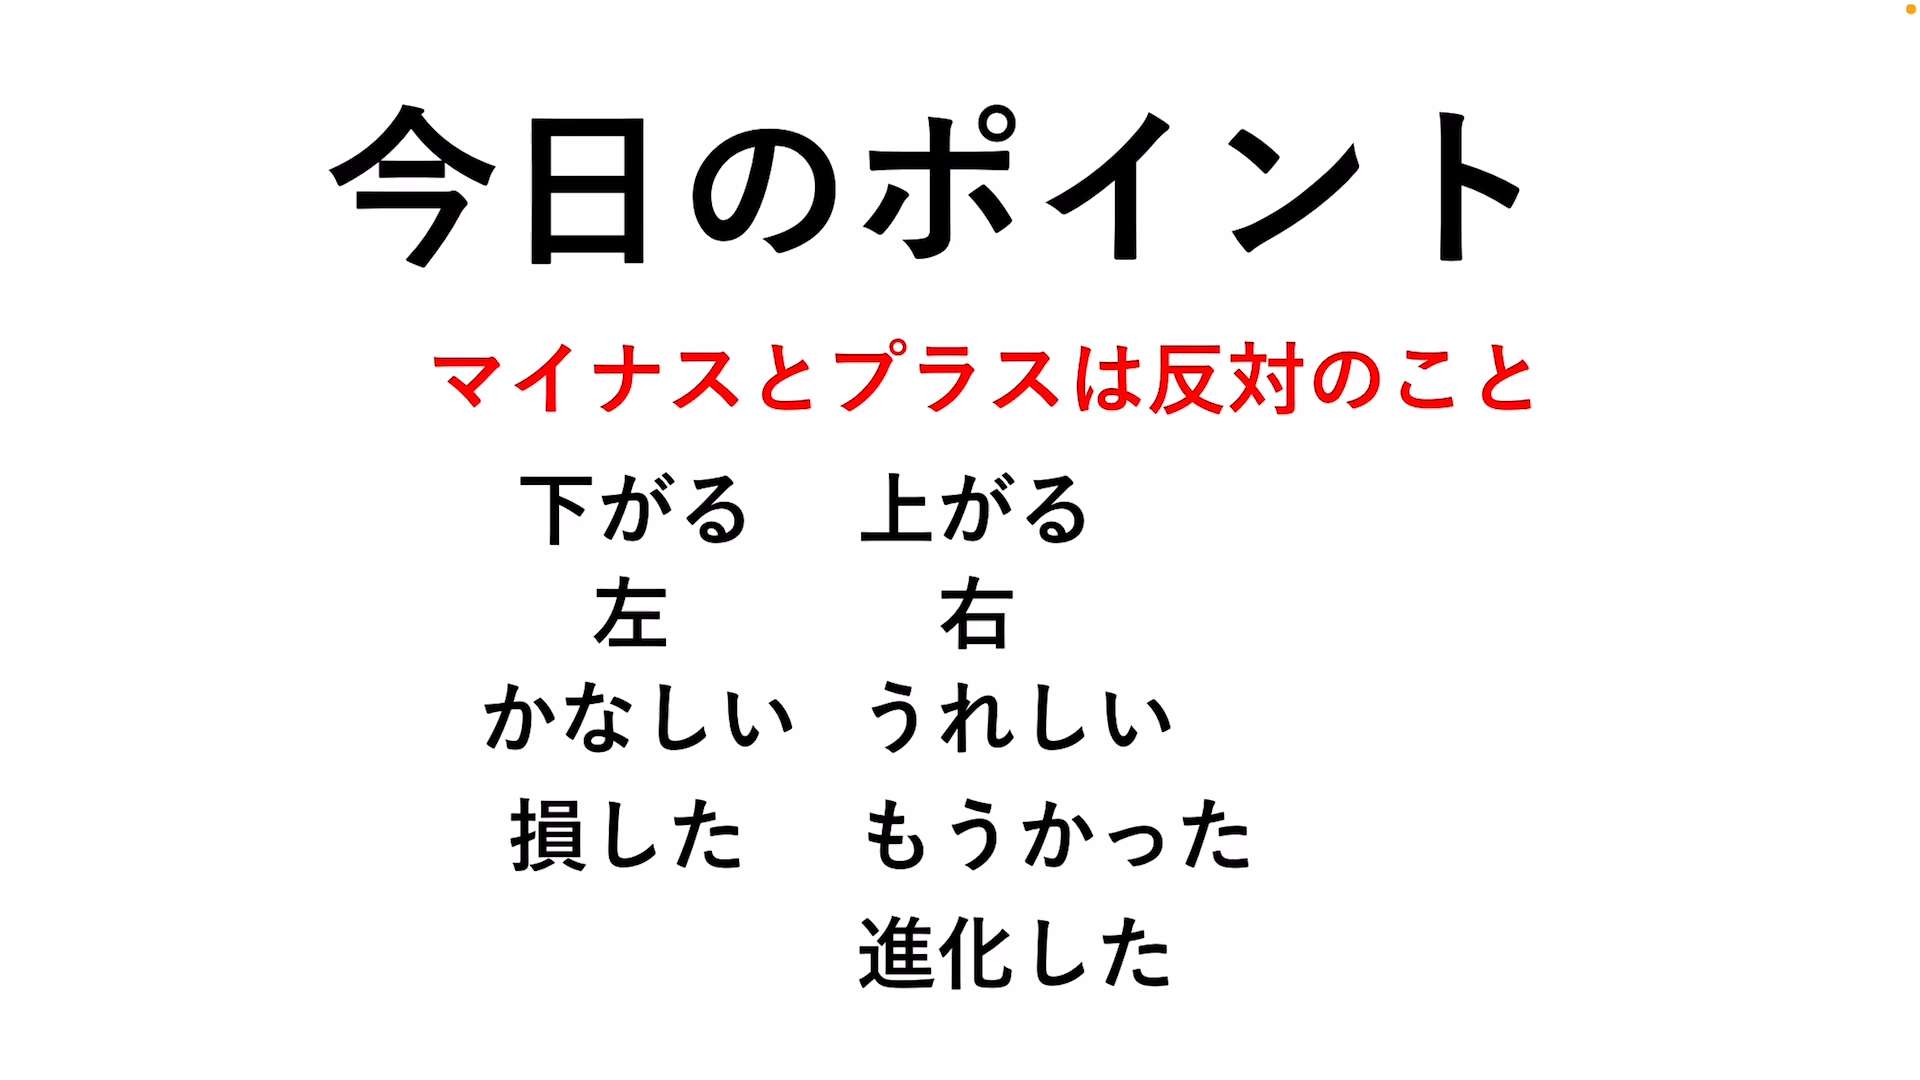 今日のポイント
マイナスとプラスは反対のこと
下がる 上がる
左 右
かなしい うれしい
損した もうかった
進化した